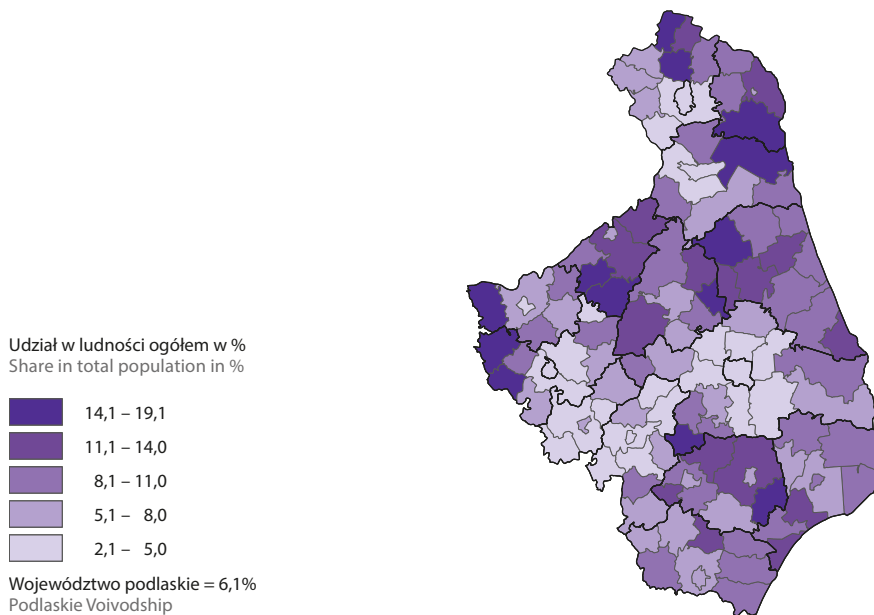 Udział w ludności ogółem w %
Share in total population in %
14,1 – 19,1
11,1 – 14,0
8,1 – 11,0
5,1 – 8,0
2,1 – 5,0
Województwo podlaskie = 6,1%
Podlaskie Voivodship